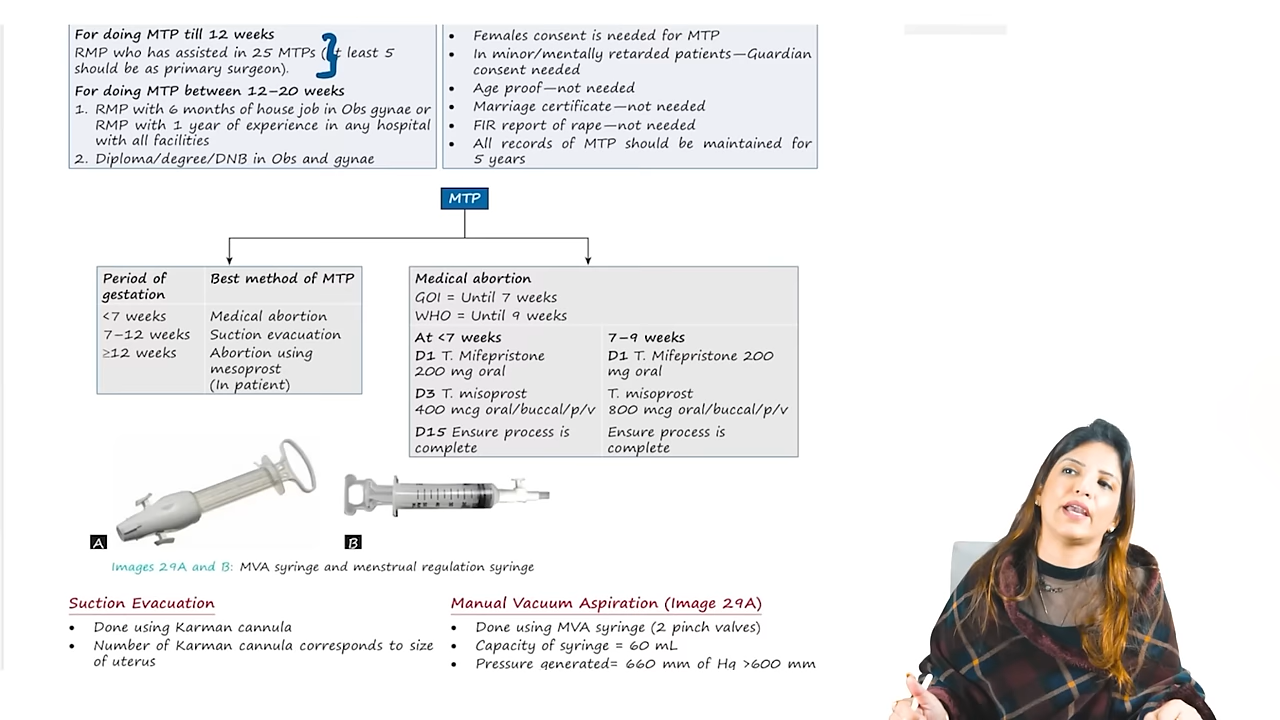 For doing MTP till 12 weeks
RMP who has assisted in 25 MTPs ( t least 5
should be as primary surgeon).
For doing MTP between 12–20 weeks
1. RMP with 6 months of house job in Obs gynae or
RMP with 1 year of experience in any hospital
with all facilities
2. Diploma/degree/DNB in Obs and gynae
• Females consent is needed for MTP
• In minor/mentally retarded patients—Guardian
consent needed
• Age proof—not needed
• Marriage certificate—not needed
• FIR report of rape—not needed
• All records of MTP should be maintained for
5 years
MTP
Period of
gestation
Best method of MTP
<7 weeks Medical abortion
7–12 weeks Suction evacuation
≥12 weeks Abortion using
mesoprost
(In patient)
Medical abortion
GOI = Until 7 weeks
WHO = Until 9 weeks
At <7 weeks
D1 T. Mifepristone
200 mg oral
D3 T. misoprost
400 mcg oral/buccal/p/v
D15 Ensure process is
complete
7–9 weeks
D1 T. Mifepristone 200
mg oral
T. misoprost
800 mcg oral/buccal/p/v
Ensure process is
complete
A
B
Images 29A and B: MVA syringe and menstrual regulation syringe
Suction Evacuation
• Done using Karman cannula
• Number of Karman cannula corresponds to size
of uterus
Manual Vacuum Aspiration (Image 29A)
• Done using MVA syringe (2 pinch valves)
• Capacity of syringe = 60 mL
• Pressure generated= 660 mm of Hg >600 mm